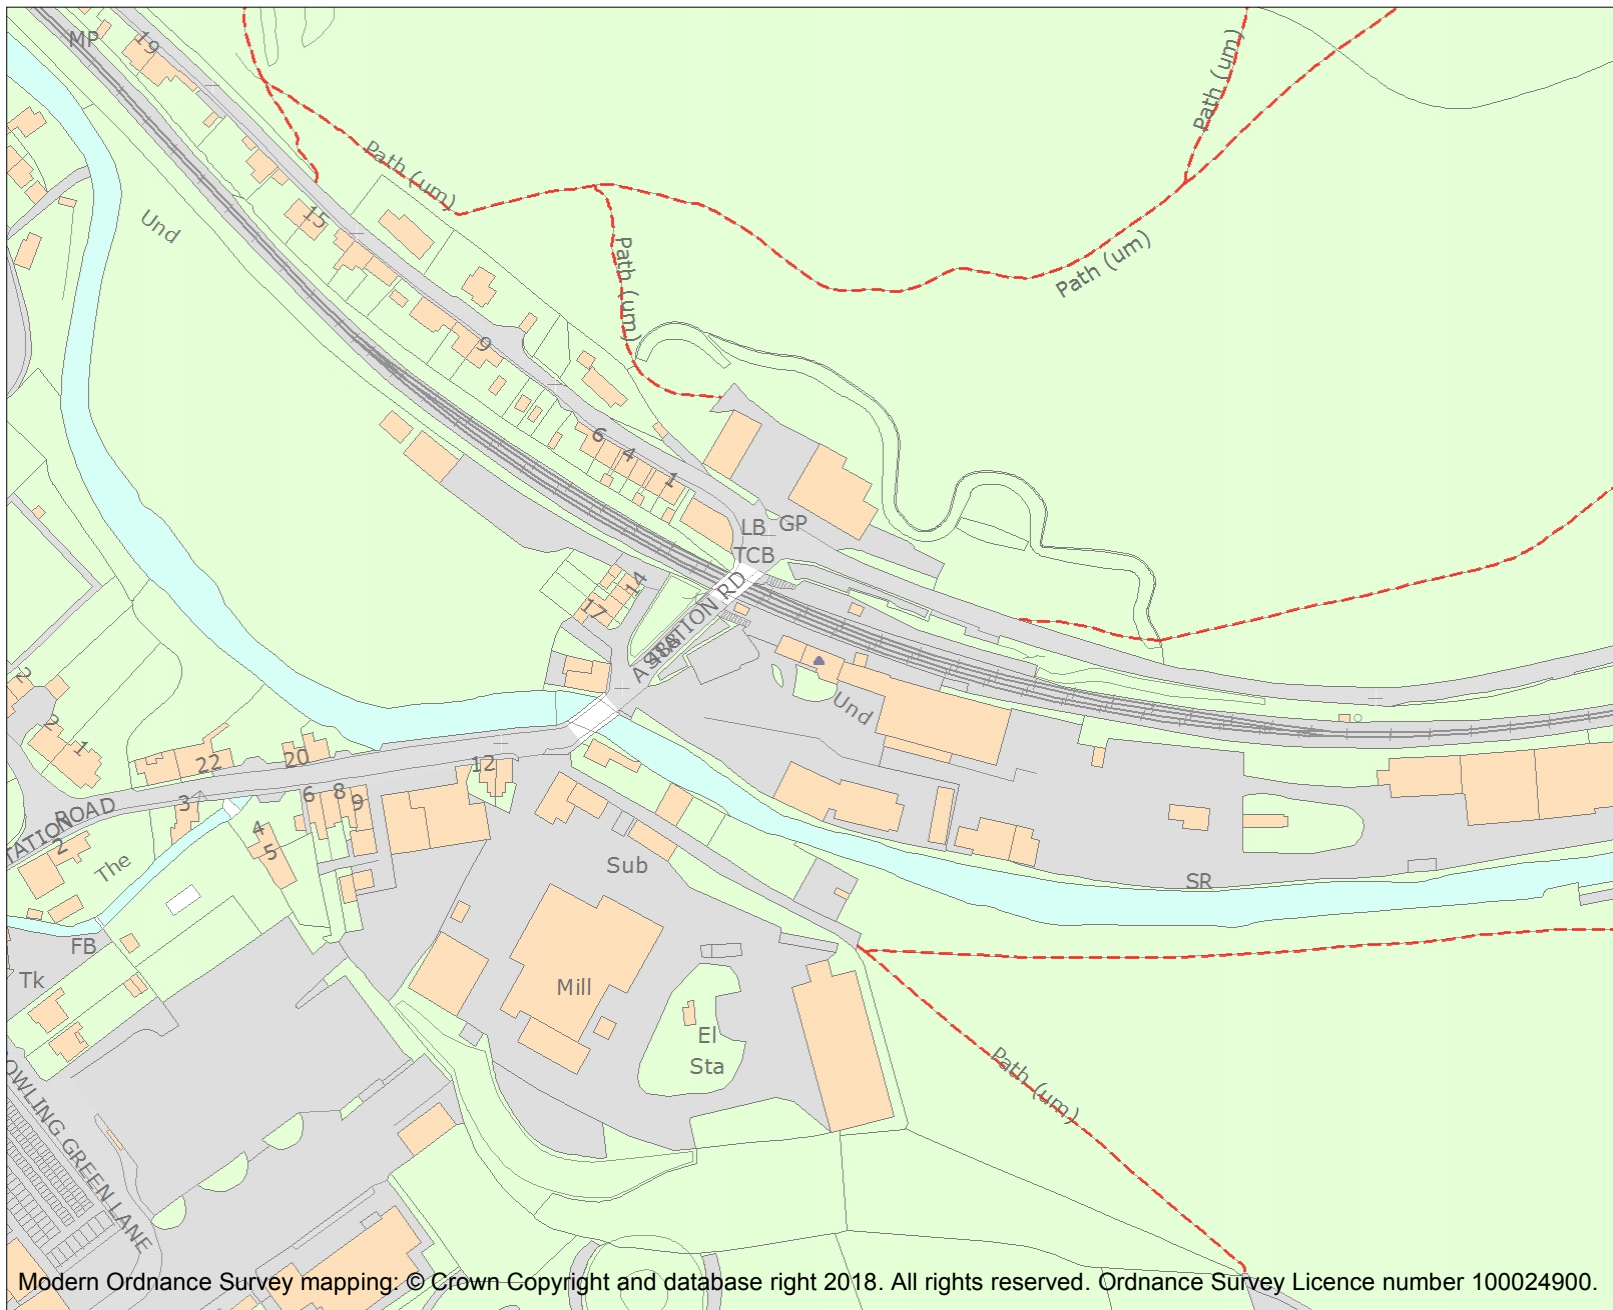 MP
19
Path (um)
Path (um)
Und
15
Path (um)
Path (um)
9
6
4
1
LB
GP
TCB
14
17
STATION RD
A 488
Und
2
2
1
22
20
12
6
8
9
3
STATION ROAD
2
4
5
The
Sub
SR
FB
Tk
Mill
El
Sta
Path (um)
BOWLING GREEN LANE
Modern Ordnance Survey mapping: © Crown Copyright and database right 2018. All rights reserved. Ordnance Survey Licence number 100024900.